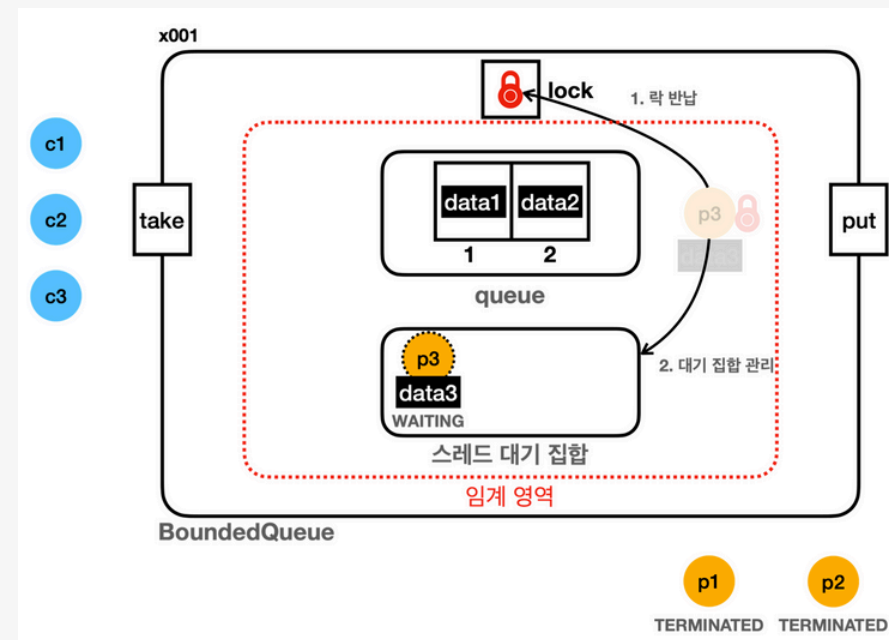 x001
lock
1. 락 반납
c1
c2
c3
take
data1 data2
1 2
queue
p3
data3
put
p3
data3
WAITING
2. 대기 집합 관리
스레드 대기 집합
임계 영역
BoundedQueue
p1
p2
TERMINATED TERMINATED